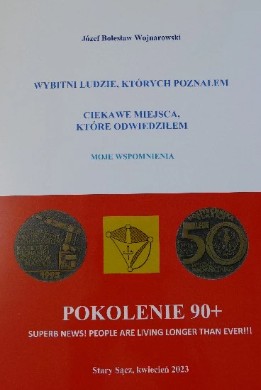 Józef Bolesław Wojnarowski
WYBITNI LUDZIE, KTÓRYCH POZNAŁEM
CIEKAWE MIEJSCA,
KTÓRE ODWIEDZIŁEM
MOJE WSPOMNIENIA
50
POKOLENIE 90+
SUPERB NEWS! PEOPLE ARE LIVING LONGER THAN EVER!!!
Stary Sącz, kwiecień 2023